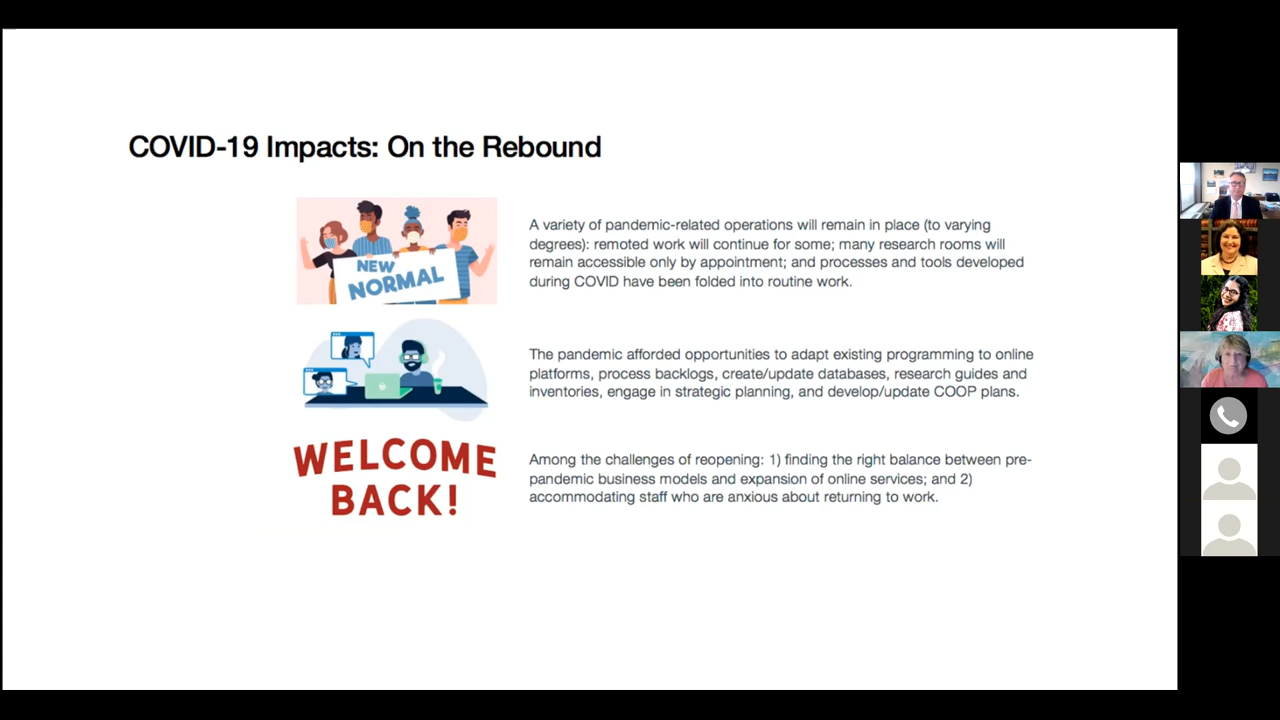 COVID-19 Impacts: On the Rebound
NEW
NORMAL
A variety of pandemic-related operations will remain in place (to varying
degrees): remoted work will continue for some; many research rooms will
remain accessible only by appointment; and processes and tools developed
during COVID have been folded into routine work.
The pandemic afforded opportunities to adapt existing programming to online
platforms, process backlogs, create/update databases, research guides and
inventories, engage in strategic planning, and develop/update COOP plans.
WELCOME
BACK!
Among the challenges of reopening: 1) finding the right balance between pre-
pandemic business models and expansion of online services; and 2)
accommodating staff who are anxious about returning to work.